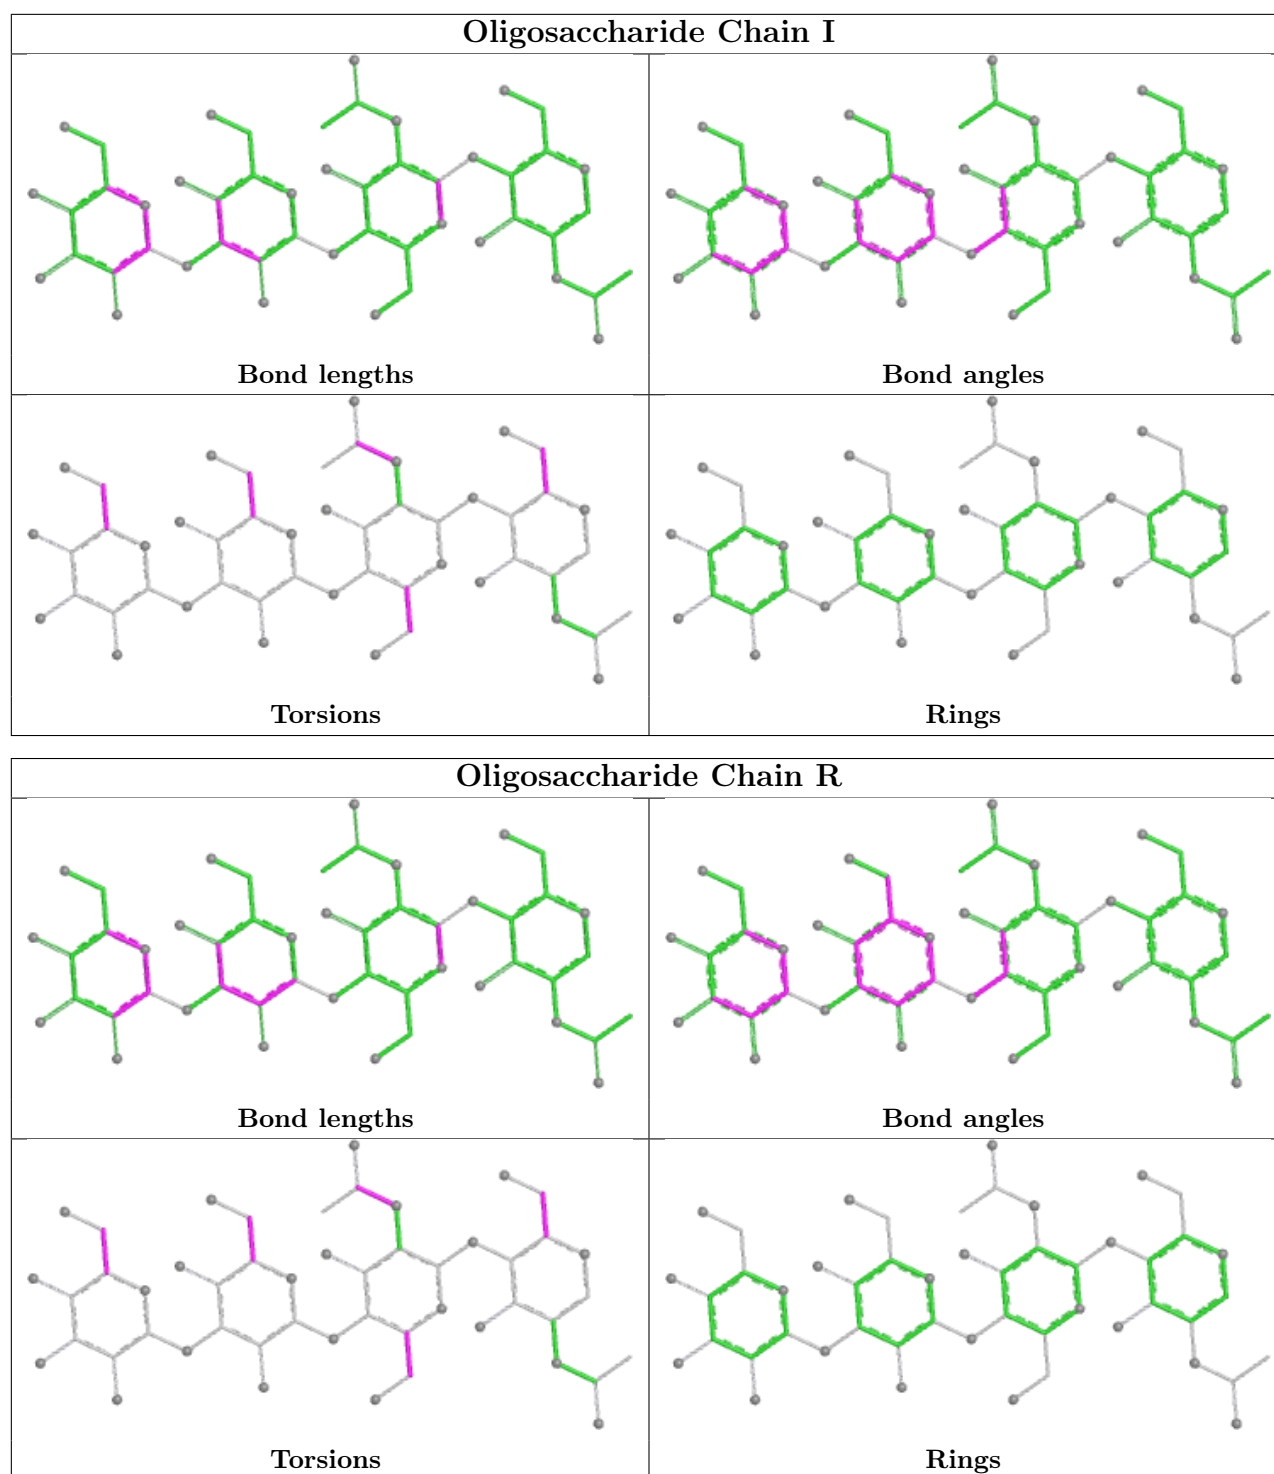 Oligosaccharide Chain I
Bond lengths
Bond angles
Torsions
Rings
Oligosaccharide Chain R
Bond lengths
Bond angles
Torsions
Rings